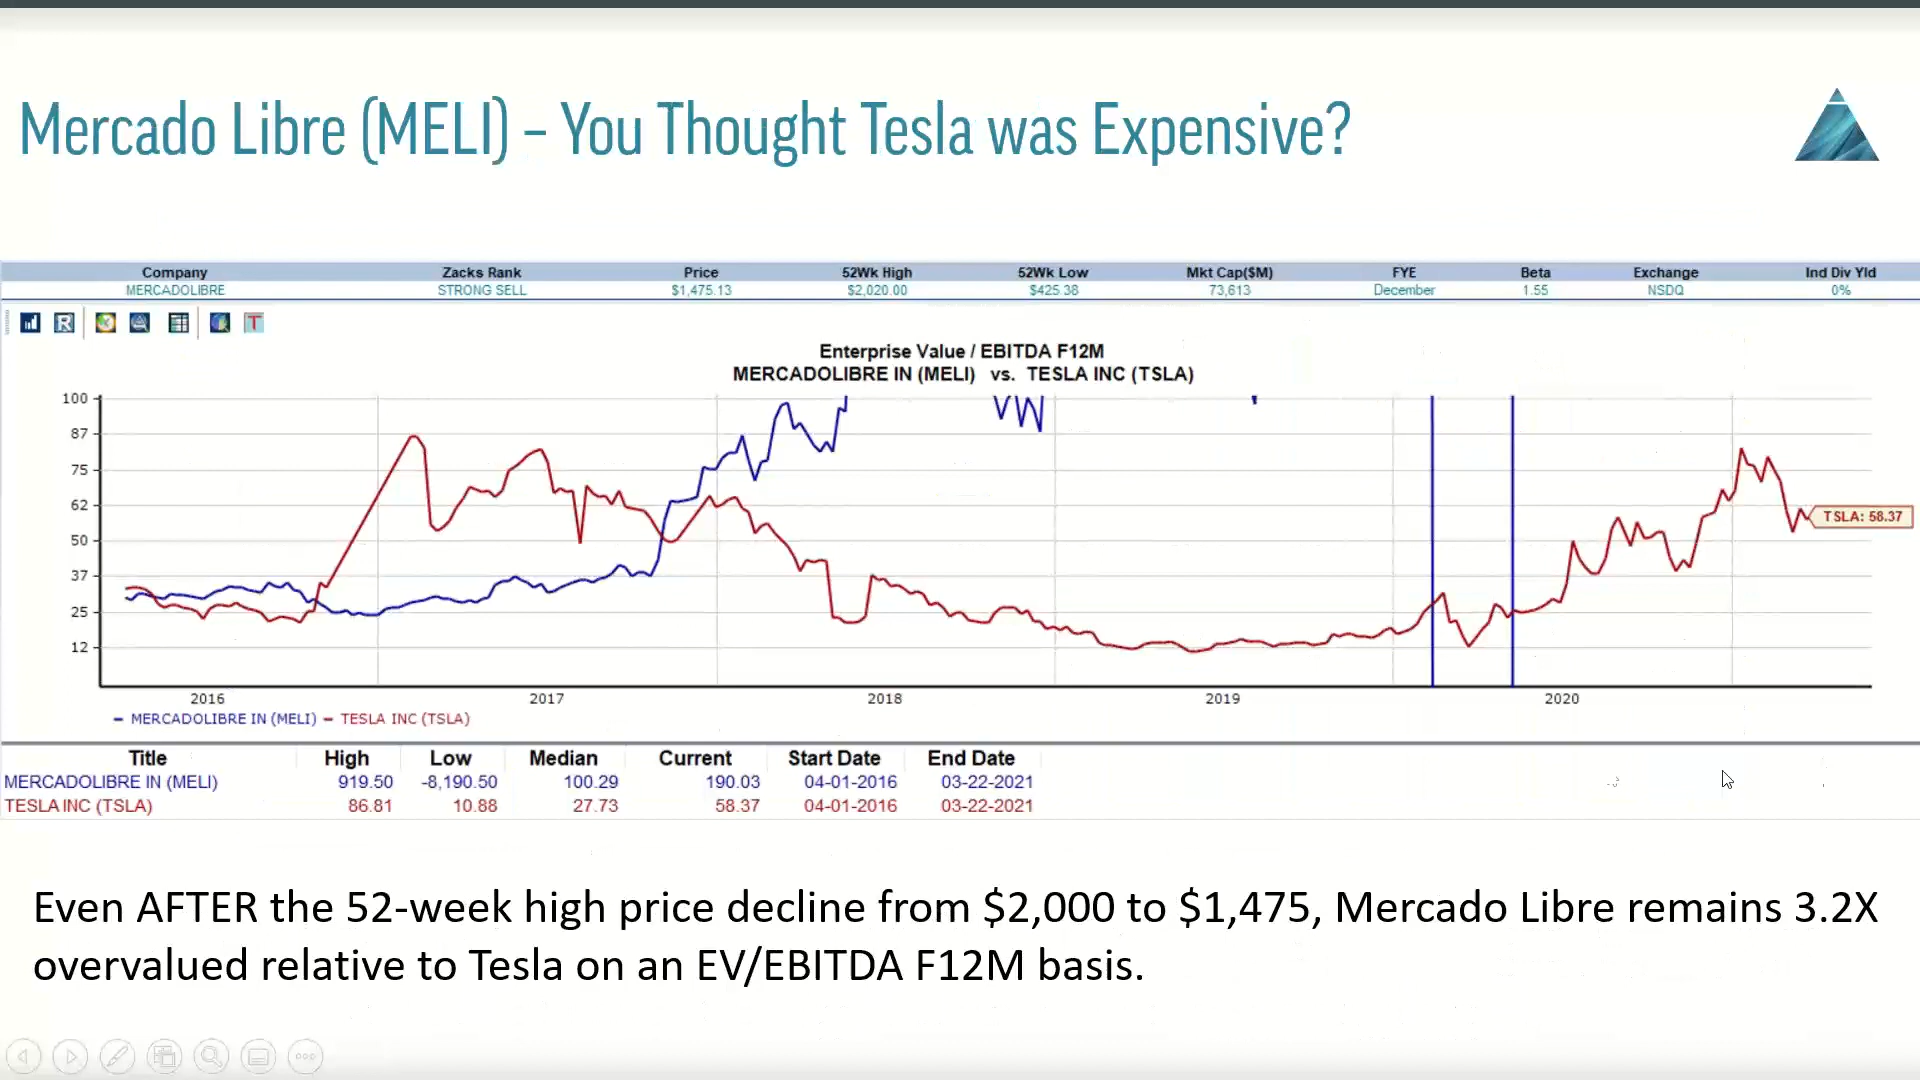 Mercado Libre (MELI) – You Thought Tesla was Expensive?
Company Zacks Rank Price 52Wk High 52Wk Low Mkt Cap($M) FYE Beta Exchange Ind Div Yld
MERCADOLIBRE STRONG SELL $1,475.13 $2,020.00 $425.38 73,613 December 1.55 NSDQ 0%
R T
Enterprise Value / EBITDA F12M
MERCADOLIBRE IN (MELI) vs. TESLA INC (TSLA)
100
87
75
62
50
37
25
12
TSLA: 58.37
2016 2017 2018 2019 2020
MERCADOLIBRE IN (MELI) TESLA INC (TSLA)
Title High Low Median Current Start Date End Date
MERCADOLIBRE IN (MELI) 919.50 -8,190.50 100.29 190.03 04-01-2016 03-22-2021
TESLA INC (TSLA) 86.81 10.88 27.73 58.37 04-01-2016 03-22-2021
Even AFTER the 52-week high price decline from $2,000 to $1,475, Mercado Libre remains 3.2X
overvalued relative to Tesla on an EV/EBITDA F12M basis.